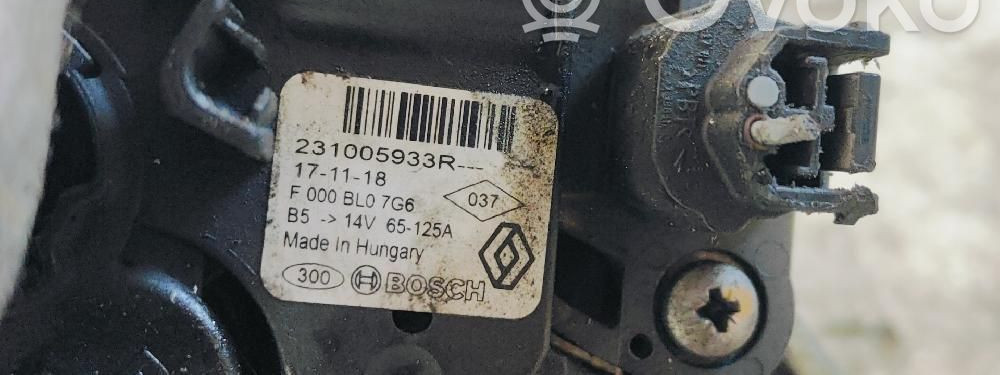 Ovoko
231005933R---
17-11-18
F 000 BL0 7G6
037
B5 -> 14V 65-125A
Made In Hungary
300 BOSCH